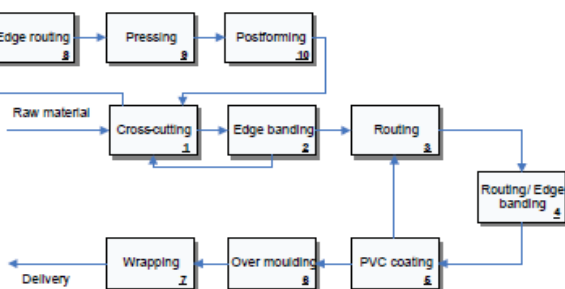 Edge routing
8
Pressing
9
Postforming
10
Raw material
Cross-cutting
1
Edge banding
2
Routing
3
Routing/ Edge
banding
4
Wrapping
7
Over moulding
6
PVC coating
5
Delivery